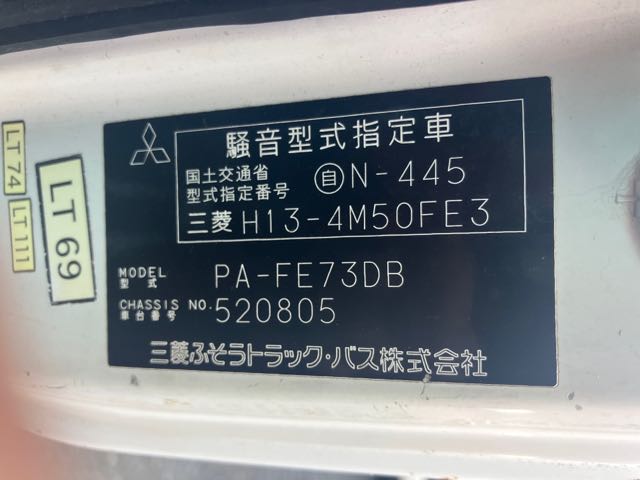 騒音型式指定車
国土交通省
型式指定番号
自N-445
三菱 H13-4M50FE3
MODEL
型式
PA-FE73DB
CHASSIS NO.
車台番号
520805
三菱ふそうトラック・バス株式会社
LT 74
LT 111
LT 69